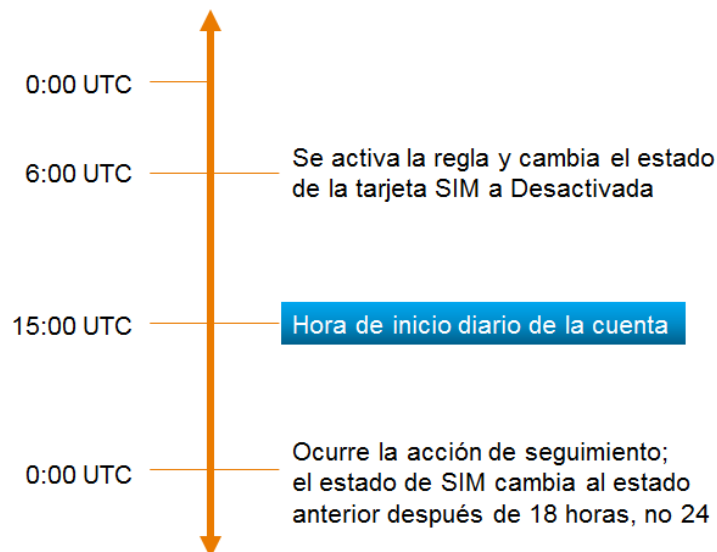 0:00 UTC
6:00 UTC
Se activa la regla y cambia el estado
de la tarjeta SIM a Desactivada
15:00 UTC
Hora de inicio diario de la cuenta
0:00 UTC
Ocurre la acción de seguimiento;
el estado de SIM cambia al estado
anterior después de 18 horas, no 24